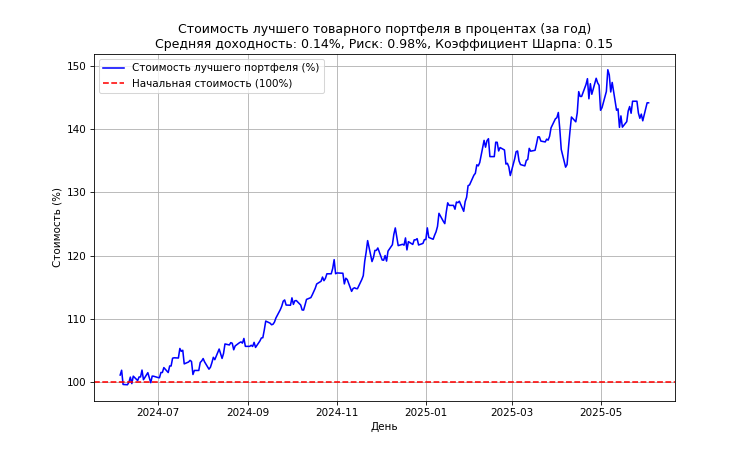 Стоимость лучшего товарного портфеля в процентах (за год)
Средняя доходность: 0.14%, Риск: 0.98%, Коэффициент Шарпа: 0.15
Стоимость лучшего портфеля (%)
Начальная стоимость (100%)
Стоимость (%)
150
140
130
120
110
100
2024-07 2024-09 2024-11 2025-01 2025-03 2025-05
День